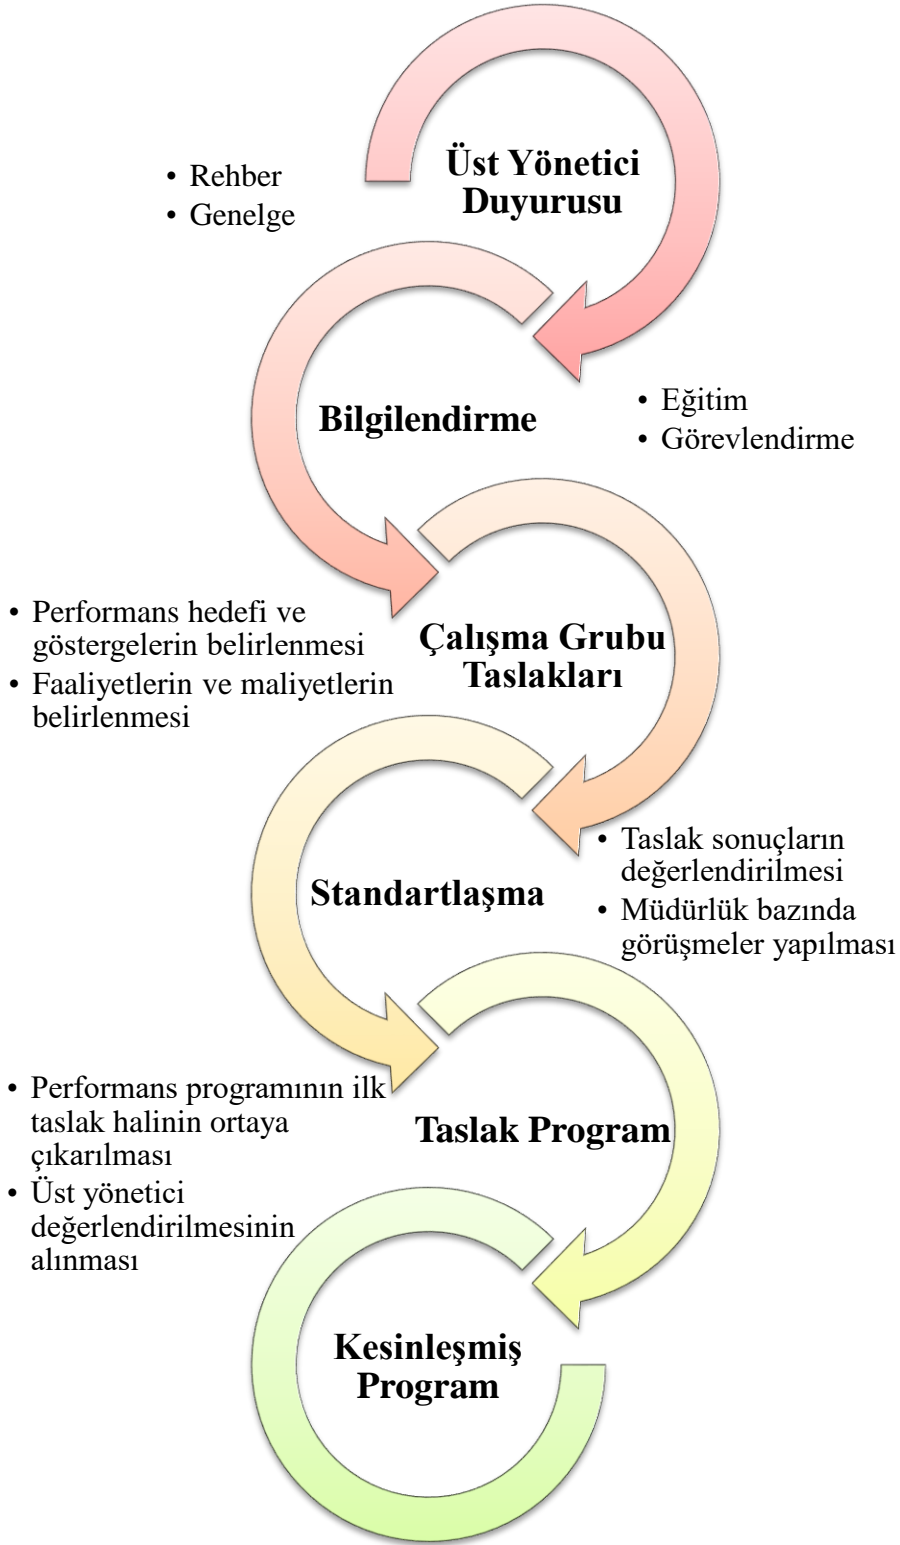 Üst Yönetici
Duyurusu
• Rehber
• Genelge
Bilgilendirme
• Eğitim
• Görevlendirme
Çalışma Grubu
Taslakları
• Performans hedefi ve
göstergelerin belirlenmesi
• Faaliyetlerin ve maliyetlerin
belirlenmesi
Standartlaşma
• Taslak sonuçların
değerlendirilmesi
• Müdürlük bazında
görüşmeler yapılması
Taslak Program
• Performans programının ilk
taslak halinin ortaya
çıkarılması
• Üst yönetici
değerlendirilmesinin
alınması
Kesinleşmiş
Program